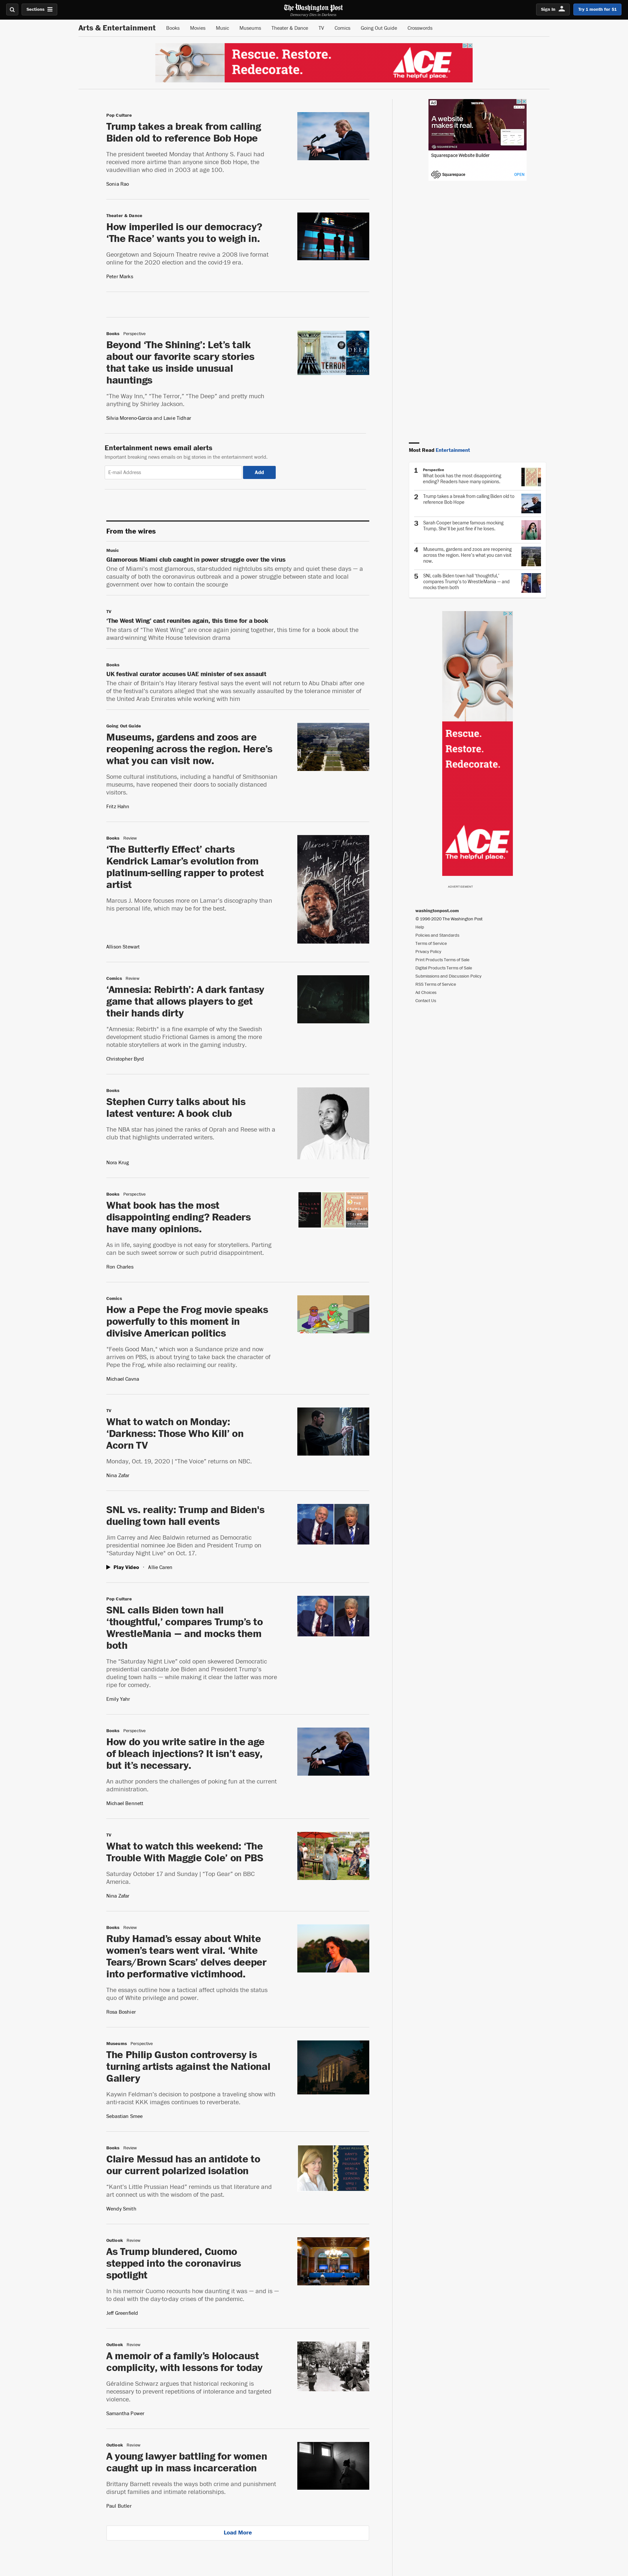 Sections
The Washington Post
Democracy Dies in Darkness
Sign In
Try 1 month for $1
Arts & Entertainment
Books
Movies
Music
Museums
Theater & Dance
TV
Comics
Going Out Guide
Crosswords
Rescue. Restore.
Redecorate.
ACE
The helpful place.
Pop Culture
Trump takes a break from calling
Biden old to reference Bob Hope
The president tweeted Monday that Anthony S. Fauci had
received more airtime than anyone since Bob Hope, the
vaudevillian who died in 2003 at age 100.
Sonia Rao
Theater & Dance
How imperiled is our democracy?
‘The Race’ wants you to weigh in.
Georgetown and Sojourn Theatre revive a 2008 live format
online for the 2020 election and the covid-19 era.
Peter Marks
Books Perspective
Beyond ‘The Shining’: Let’s talk
about our favorite scary stories
that take us inside unusual
hauntings
"The Way Inn," "The Terror," "The Deep" and pretty much
anything by Shirley Jackson.
Silvia Moreno-Garcia and Lavie Tidhar
TERROR
DEEP
Entertainment news email alerts
Important breaking news emails on big stories in the entertainment world.
E-mail Address
Add
From the wires
Music
Glamorous Miami club caught in power struggle over the virus
One of Miami’s most glamorous, star-studded nightclubs sits empty and quiet these days — a
casualty of both the coronavirus outbreak and a power struggle between state and local
government over how to contain the scourge
TV
‘The West Wing’ cast reunites again, this time for a book
The stars of “The West Wing” are once again joining together, this time for a book about the
award-winning White House television drama
Books
UK festival curator accuses UAE minister of sex assault
The chair of Britain’s Hay literary festival says the event will not return to Abu Dhabi after one
of the festival’s curators alleged that she was sexually assaulted by the tolerance minister of
the United Arab Emirates while working with him
Going Out Guide
Museums, gardens and zoos are
reopening across the region. Here’s
what you can visit now.
Some cultural institutions, including a handful of Smithsonian
museums, have reopened their doors to socially distanced
visitors.
Fritz Hahn
Books Review
‘The Butterfly Effect’ charts
Kendrick Lamar’s evolution from
platinum-selling rapper to protest
artist
Marcus J. Moore focuses more on Lamar’s discography than
his personal life, which may be for the best.
Allison Stewart
Marcus J. Moore
the Butterfly Effect
Comics Review
‘Amnesia: Rebirth’: A dark fantasy
game that allows players to get
their hands dirty
"Amnesia: Rebirth" is a fine example of why the Swedish
development studio Frictional Games is among the more
notable storytellers at work in the gaming industry.
Christopher Byrd
Books
Stephen Curry talks about his
latest venture: A book club
The NBA star has joined the ranks of Oprah and Reese with a
club that highlights underrated writers.
Nora Krug
Books Perspective
What book has the most
disappointing ending? Readers
have many opinions.
As in life, saying goodbye is not easy for storytellers. Parting
can be such sweet sorrow or such putrid disappointment.
Ron Charles
Comics
How a Pepe the Frog movie speaks
powerfully to this moment in
divisive American politics
“Feels Good Man,” which won a Sundance prize and now
arrives on PBS, is about trying to take back the character of
Pepe the Frog, while also reclaiming our reality.
Michael Cavna
TV
What to watch on Monday:
‘Darkness: Those Who Kill’ on
Acorn TV
Monday, Oct. 19, 2020 | “The Voice” returns on NBC.
Nina Zafar
SNL vs. reality: Trump and Biden's
dueling town hall events
Jim Carrey and Alec Baldwin returned as Democratic
presidential nominee Joe Biden and President Trump on
"Saturday Night Live" on Oct. 17.
Play Video · Allie Caren
Pop Culture
SNL calls Biden town hall
‘thoughtful,’ compares Trump’s to
WrestleMania — and mocks them
both
The "Saturday Night Live" cold open skewered Democratic
presidential candidate Joe Biden and President Trump's
dueling town halls — while making it clear the latter was more
ripe for comedy.
Emily Yahr
Books Perspective
How do you write satire in the age
of bleach injections? It isn’t easy,
but it’s necessary.
An author ponders the challenges of poking fun at the current
administration.
Michael Bennett
TV
What to watch this weekend: ‘The
Trouble With Maggie Cole’ on PBS
Saturday October 17 and Sunday | “Top Gear” on BBC
America.
Nina Zafar
Books Review
Ruby Hamad’s essay about White
women’s tears went viral. ‘White
Tears/Brown Scars’ delves deeper
into performative victimhood.
The essays outline how a tactical affect upholds the status
quo of White privilege and power.
Rosa Boshier
Museums Perspective
The Philip Guston controversy is
turning artists against the National
Gallery
Kaywin Feldman’s decision to postpone a traveling show with
anti-racist KKK images continues to reverberate.
Sebastian Smee
Books Review
Claire Messud has an antidote to
our current polarized isolation
"Kant's Little Prussian Head" reminds us that literature and
art connect us with the wisdom of the past.
Wendy Smith
Outlook Review
As Trump blundered, Cuomo
stepped into the coronavirus
spotlight
In his memoir Cuomo recounts how daunting it was — and is —
to deal with the day-to-day crises of the pandemic.
Jeff Greenfield
Outlook Review
A memoir of a family’s Holocaust
complicity, with lessons for today
Géraldine Schwarz argues that historical reckoning is
necessary to prevent repetitions of intolerance and targeted
violence.
Samantha Power
Outlook Review
A young lawyer battling for women
caught up in mass incarceration
Brittany Barnett reveals the ways both crime and punishment
disrupt families and intimate relationships.
Paul Butler
Load More
Ad
A website
makes it real.
SQUARESPACE
Squarespace Website Builder
Squarespace
OPEN
Most Read Entertainment
1 Perspective
What book has the most disappointing
ending? Readers have many opinions.
2 Trump takes a break from calling Biden old to
reference Bob Hope
3 Sarah Cooper became famous mocking
Trump. She’ll be just fine if he loses.
4 Museums, gardens and zoos are reopening
across the region. Here’s what you can visit
now.
5 SNL calls Biden town hall ‘thoughtful,’
compares Trump’s to WrestleMania — and
mocks them both
Rescue.
Restore.
Redecorate.
ACE
The helpful place.
ADVERTISEMENT
washingtonpost.com
© 1996-2020 The Washington Post
Help
Policies and Standards
Terms of Service
Privacy Policy
Print Products Terms of Sale
Digital Products Terms of Sale
Submissions and Discussion Policy
RSS Terms of Service
Ad Choices
Contact Us